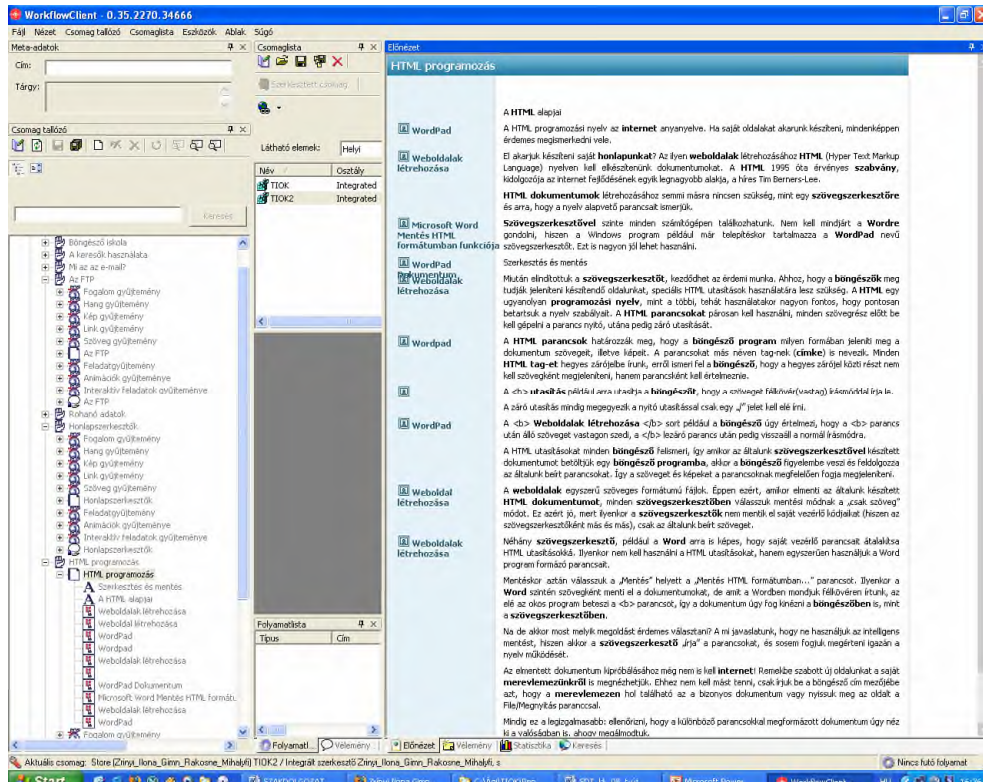 WorkflowClient - 0.35.2270.34666
Fájl Nézet Csomag tallózó Csomaglista Eszközök Ablak Súgó
Meta-adatok
Cím:
Tárgy:
Csomag tallózó
Keresés
Böngésző iskola
A keresők használata
Mi az az e-mail?
Az FTP
Fogalom gyűjtemény
Hang gyűjtemény
Kép gyűjtemény
Link gyűjtemény
Szöveg gyűjtemény
Az FTP
Feladatgyűjtemény
Animációk gyűjteménye
Interaktív feladatok gyűjteménye
Az FTP
Rohanó adatok
Honlapszerkesztők
Fogalom gyűjtemény
Hang gyűjtemény
Kép gyűjtemény
Link gyűjtemény
Szöveg gyűjtemény
Honlapszerkesztők
Feladatgyűjtemény
Animációk gyűjteménye
Interaktív feladatok gyűjteménye
Honlapszerkesztők
HTML programozás
HTML programozás
Szerkesztés és mentés
A HTML alapjai
Weboldalak létrehozása
Weboldal létrehozása
WordPad
Wordpad
Weboldalak létrehozása
WordPad Dokumentum
Microsoft Word Mentés HTML formátu
Weboldalak létrehozása
WordPad
Fogalom gyűjtemény
Csomaglista
Szerkesztett csomag
Látható elemek: Helyi
Név Osztály
TIOK Integrated
TIOK2 Integrated
Folyamatlista
Típus Cím
Folyamatl... Vélemény
Előnézet
HTML programozás
A HTML alapjai
WordPad
A HTML programozási nyelv az internet anyanyelve. Ha saját oldalakat akarunk készíteni, mindenképpen
érdemes megismerkedni vele.
Weboldalak
létrehozása
El akarjuk készíteni saját honlapunkat? Az ilyen weboldalak létrehozásához HTML (Hyper Text Markup
Language) nyelven kell elkészítenünk dokumentumokat. A HTML 1995 óta érvényes szabvány,
kidolgozója az internet fejlődésének egyik legnagyobb alakja, a híres Tim Berners-Lee.
HTML dokumentumok létrehozásához semmi másra nincsen szükség, mint egy szövegszerkesztőre
és arra, hogy a nyelv alapvető parancsait ismerjük.
Microsoft Word
Mentés HTML
formátumban funkciója
Szövegszerkesztővel szinte minden számítógépen találkozhatunk. Nem kell mindjárt a Wordre
gondolni, hiszen a Windows program például már telepítéskor tartalmazza a WordPad nevű
szövegszerkesztőt. Ezt is nagyon jól lehet használni.
WordPad
Dokumentum
Weboldalak
létrehozása
Szerkesztés és mentés
Miután elindítottuk a szövegszerkesztőt, kezdődhet az érdemi munka. Ahhoz, hogy a böngészők meg
tudják jeleníteni készítendő oldalunkat, speciális HTML utasítások használatára lesz szükség. A HTML egy
ugyanolyan programozási nyelv, mint a többi, tehát használatakor nagyon fontos, hogy pontosan
betartsuk a nyelv szabályait. A HTML parancsokat párosan kell használni, minden szövegrész előtt be
kell gépelni a parancs nyitó, utána pedig záró utasítását.
Wordpad
A HTML parancsok határozzák meg, hogy a böngésző program milyen formában jeleníti meg a
dokumentum szövegeit, illetve képeit. A parancsokat más néven tag-nek (címke) is nevezik. Minden
HTML tag-et hegyes zárójelbe írunk, erről ismeri fel a böngésző, hogy a hegyes zárójel közti részt nem
kell szövegként megjeleníteni, hanem parancsként kell értelmeznie.
A <b> utasítás például arra utasítja a böngészőt, hogy a szöveget félkövér(vastag) írásmóddal írja le.
A záró utasítás mindig megegyezik a nyitó utasítással csak egy „/" jelet kell elé írni.
WordPad
A <b> Weboldalak létrehozása </b> sort például a böngésző úgy értelmezi, hogy a <b> parancs
után álló szöveget vastagon szedi, a </b> lezáró parancs után pedig visszaáll a normál írásmódra.
A HTML utasításokat minden böngésző felismeri, így amikor az általunk szövegszerkesztővel készített
dokumentumot betöltjük egy böngésző programba, akkor a böngésző figyelembe veszi és feldolgozza
az általunk beírt parancsokat. Így a szöveget és képeket a parancsoknak megfelelően fogja megjeleníteni.
Weboldal
létrehozása
A weboldalak egyszerű szöveges formátumú fájlok. Éppen ezért, amikor elmenti az általunk készített
HTML dokumentumot, minden szövegszerkesztőben válasszuk mentési módnak a „csak szöveg"
módot. Ez azért jó, mert ilyenkor a szövegszerkesztők nem mentik el saját vezérlő kódjaikat (hiszen az
szövegszerkesztőként más és más), csak az általunk beírt szöveget.
Weboldalak
létrehozása
Néhány szövegszerkesztő, például a Word arra is képes, hogy saját vezérlő parancsait átalakítsa
HTML utasításokká. Ilyenkor nem kell használni a HTML utasításokat, hanem egyszerűen használjuk a Word
program formázó parancsait.
Mentéskor aztán válasszuk a „Mentés" helyett a „Mentés HTML formátumban..." parancsot. Ilyenkor a
Word szintén szövegként menti el a dokumentumokat, de amit a Wordben mondjuk félkövéren írtunk, az
elé az okos program beteszi a <b> parancsot, így a dokumentum úgy fog kinézni a böngészőben is, mint
a szövegszerkesztőben.
Na de akkor most melyik megoldást érdemes választani? A mi javaslatunk, hogy ne használjuk az intelligens
mentést, hiszen akkor a szövegszerkesztő „írja" a parancsokat, és sosem fogjuk megérteni igazán a
nyelv működését.
Az elmentett dokumentum kipróbálásához még nem is kell internet! Remekbe szabott új oldalunkat a saját
merevlemezünkről is megnézhetjük. Ehhez nem kell mást tenni, csak írjuk be a böngésző cím mezőjébe
azt, hogy a merevlemezen hol található az a bizonyos dokumentum vagy nyissuk meg az oldalt a
File/Megnyitás paranccsal.
Mindig ez a legizgalmasabb: ellenőrizni, hogy a különböző parancsokkal megformázott dokumentum úgy néz
ki a valóságban is, ahogy megálmodtuk.
Előnézet Vélemény Statisztika Keresés
Aktuális csomag: Store (Zrinyi_Ilona_Gimn_Rakosne_Mihalyfi) TIOK2 / Integrált szerkesztő Zrinyi_Ilona_Gimn_Rakosne_Mihalyfi, s
Nincs futó folyamat
Start